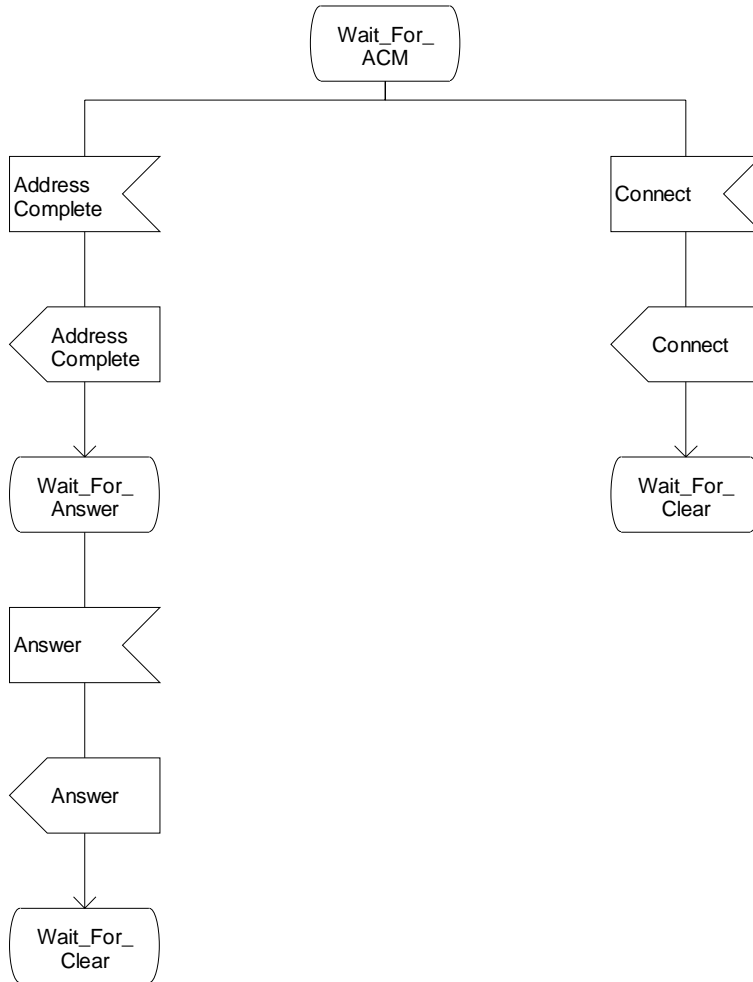 Wait_For_
ACM
Address
Complete
Connect
Address
Complete
Connect
Wait_For_
Answer
Wait_For_
Clear
Answer
Answer
Wait_For_
Clear